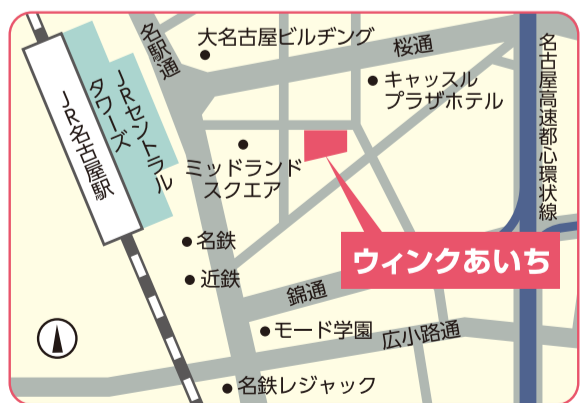 名駅通
大名古屋ビルヂング
桜通
名古屋高速都心環状線
キャッスル
プラザホテル
JRセントラル
タワーズ
JR名古屋駅
ミッドランド
スクエア
名鉄
近鉄
ウィンクあいち
錦通
モード学園
広小路通
名鉄レジャック